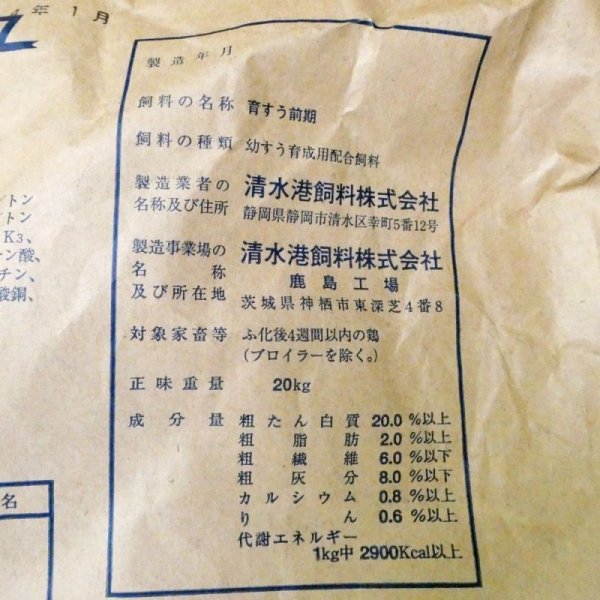 4年1月
製造年月
飼料の名称 育すう前期
飼料の種類 幼すう育成用配合飼料
製造業者の 清水港飼料株式会社
名称及び住所 静岡県静岡市清水区幸町5番12号
製造事業場の 清水港飼料株式会社
名称 鹿島工場
及び所在地 茨城県神栖市東深芝4番8
対象家畜等 ふ化後4週間以内の鶏
(ブロイラーを除く。)
正味重量 20kg
成分量 粗たん白質 20.0 %以上
粗脂肪 2.0 %以上
粗繊維 6.0 %以下
粗灰分 8.0 %以下
カルシウム 0.8 %以上
りん 0.6 %以上
代謝エネルギー
1kg中 2900Kcal以上
トン
トン
K3、
ーン酸、
チン、
酸銅、
名